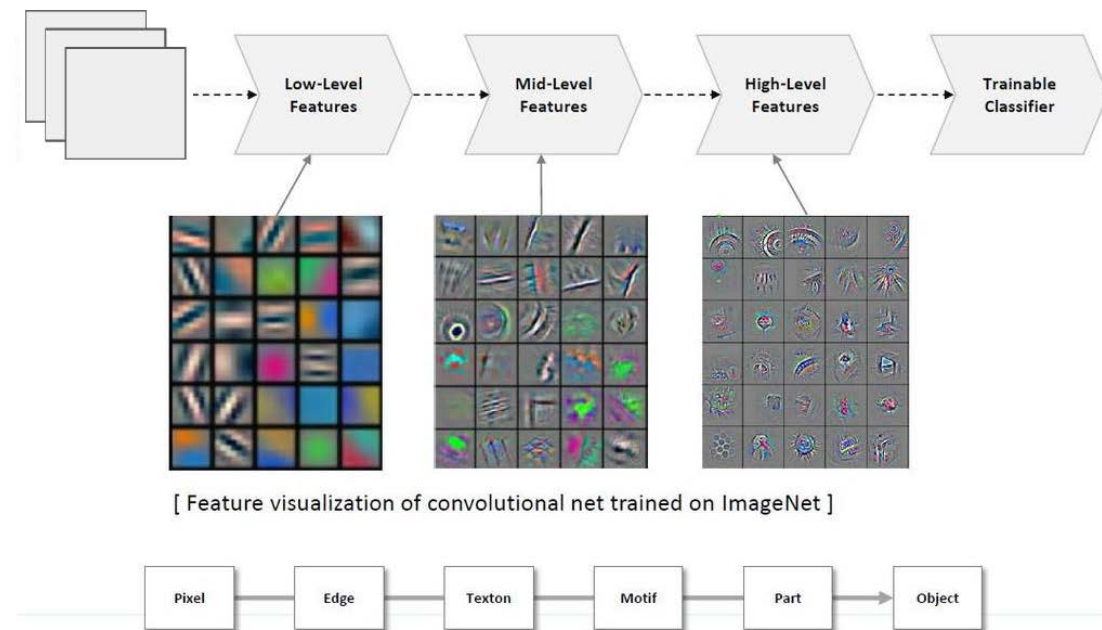 Low-Level
Features
Mid-Level
Features
High-Level
Features
Trainable
Classifier
[ Feature visualization of convolutional net trained on ImageNet ]
Pixel
Edge
Texton
Motif
Part
Object